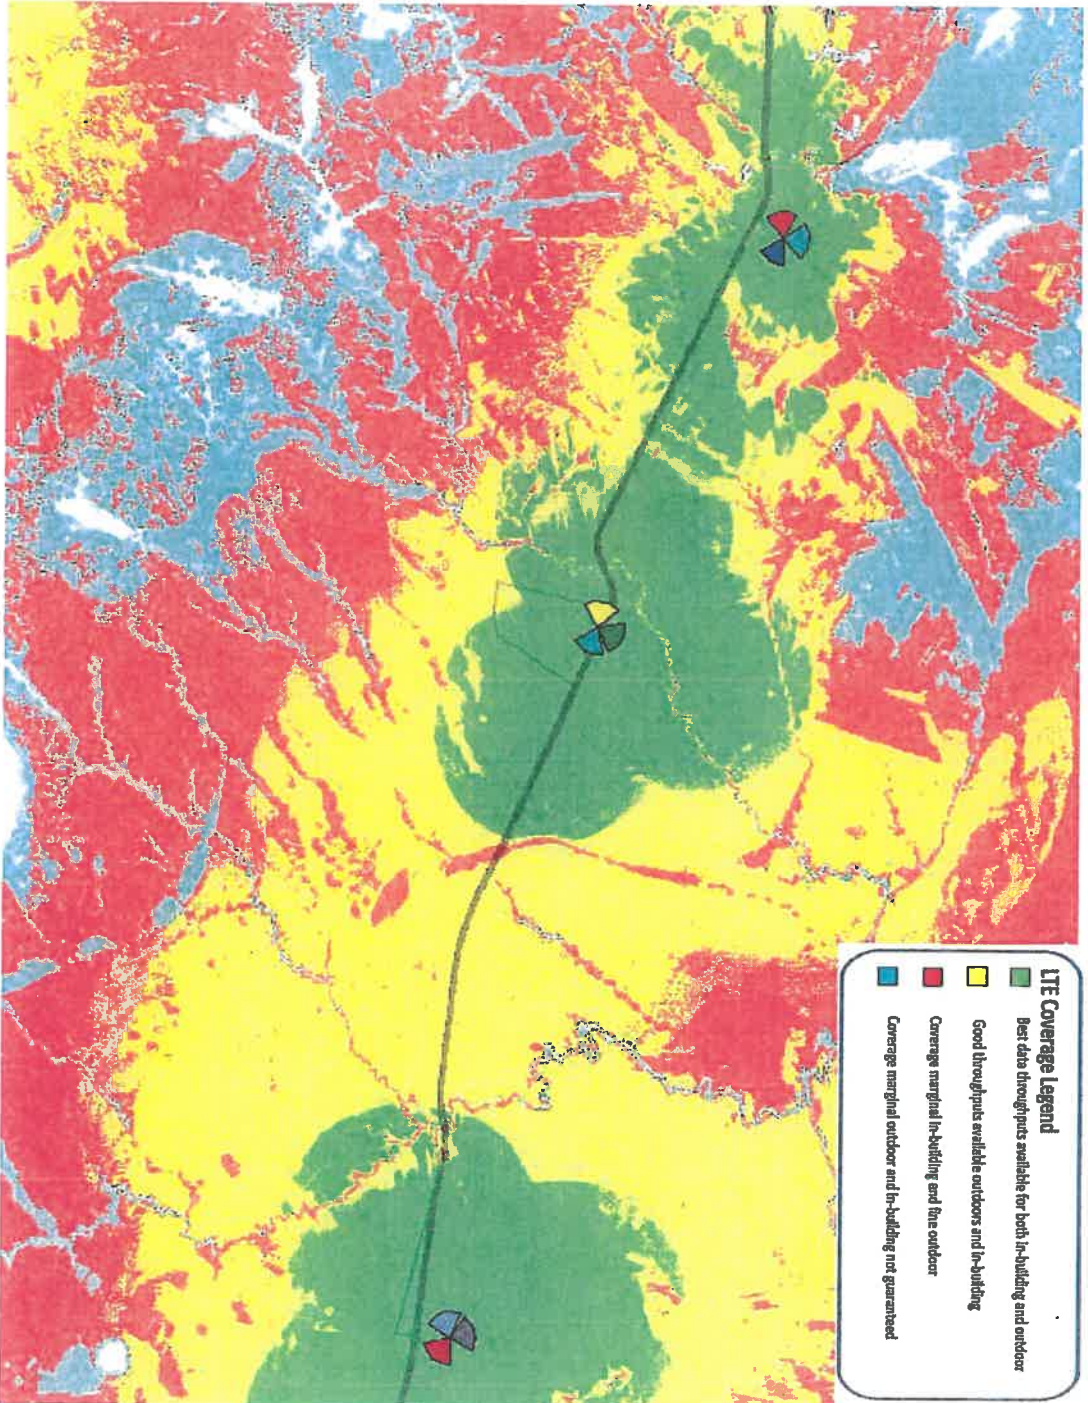 LTE Coverage Legend
Best data throughputs available for both in-building and outdoor
Good throughputs available outdoors and in-building
Coverage marginal in-building and fine outdoor
Coverage marginal outdoor and in-building not guaranteed